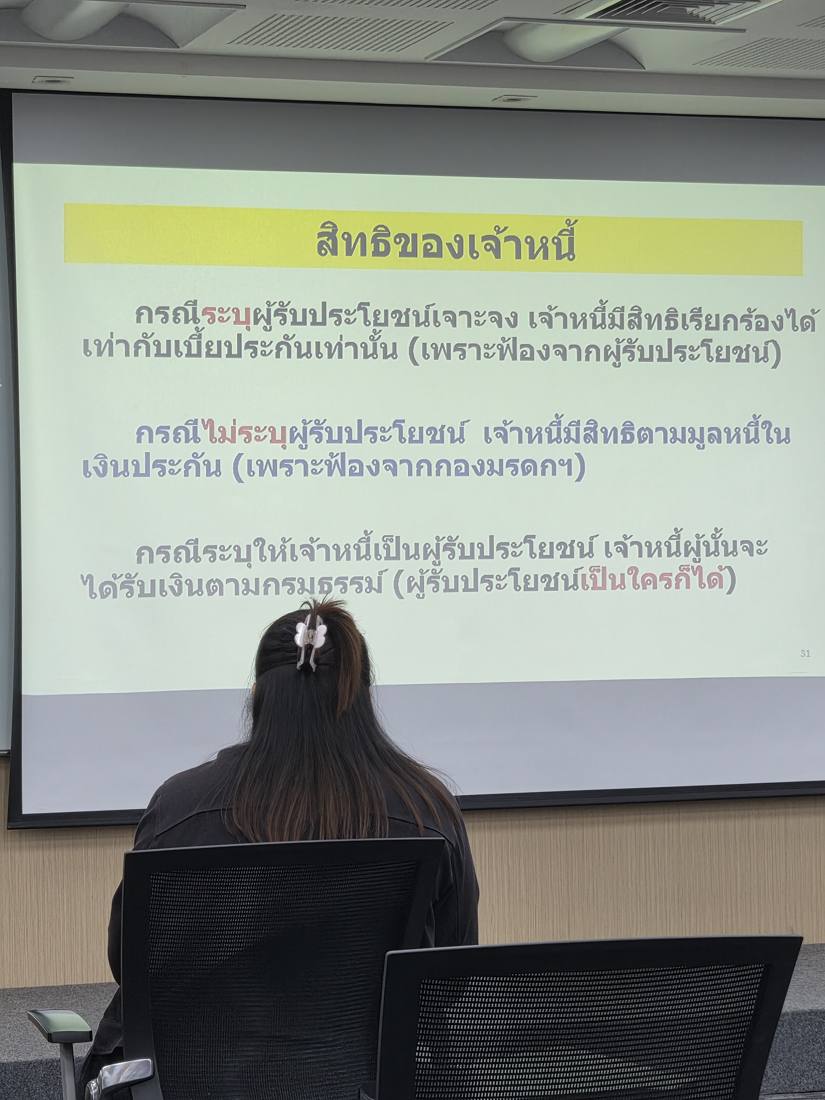 สิทธิของเจ้าหนี้
กรณีระบุผู้รับประโยชน์เจาะจง เจ้าหนี้มีสิทธิเรียกร้องได้
เท่ากับเบี้ยประกันเท่านั้น (เพราะฟ้องจากผู้รับประโยชน์)
กรณีไม่ระบุผู้รับประโยชน์ เจ้าหนี้มีสิทธิตามมูลหนี้ใน
เงินประกัน (เพราะฟ้องจากกองมรดกฯ)
กรณีระบุให้เจ้าหนี้เป็นผู้รับประโยชน์ เจ้าหนี้ผู้นั้นจะ
ได้รับเงินตามกรมธรรม์ (ผู้รับประโยชน์เป็นใครก็ได้)
31